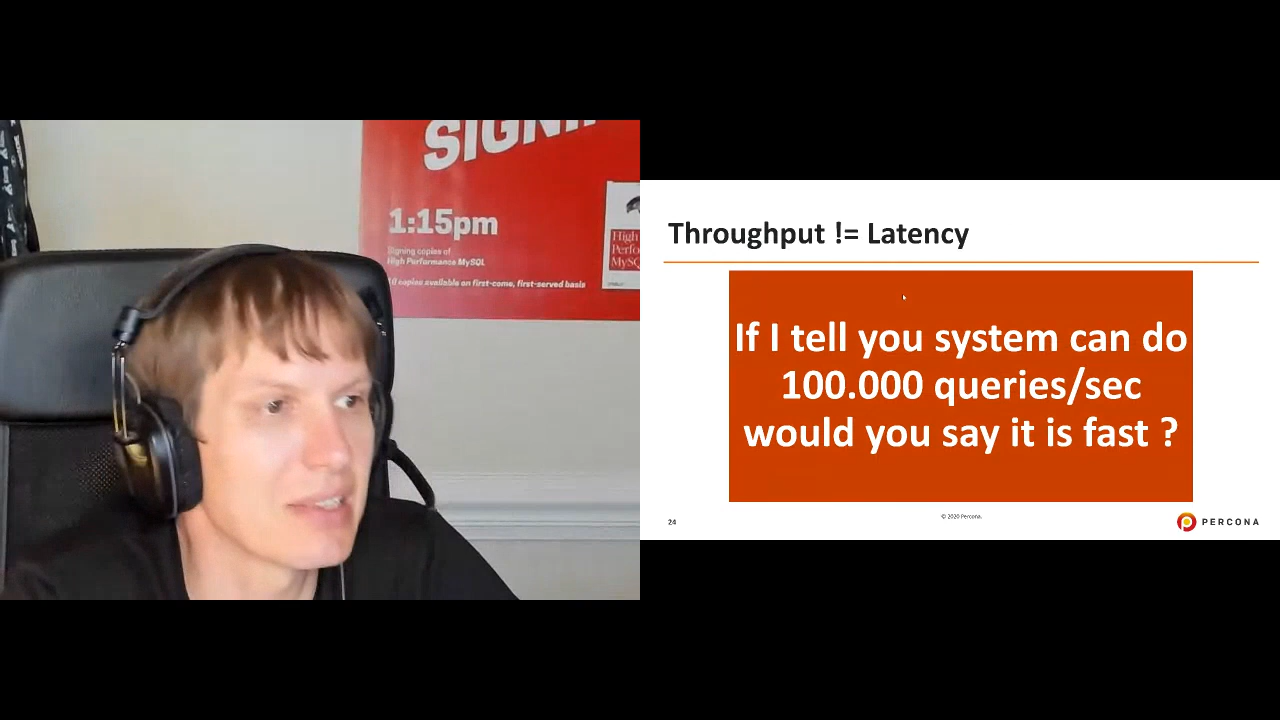 SIGNI
1:15pm
Signing copies of
High Performance MySQL
10 copies available on first-come, first-served basis
High
Perfo
MySQ
Throughput != Latency
If I tell you system can do
100.000 queries/sec
would you say it is fast ?
24
© 2020 Percona.
PERCONA